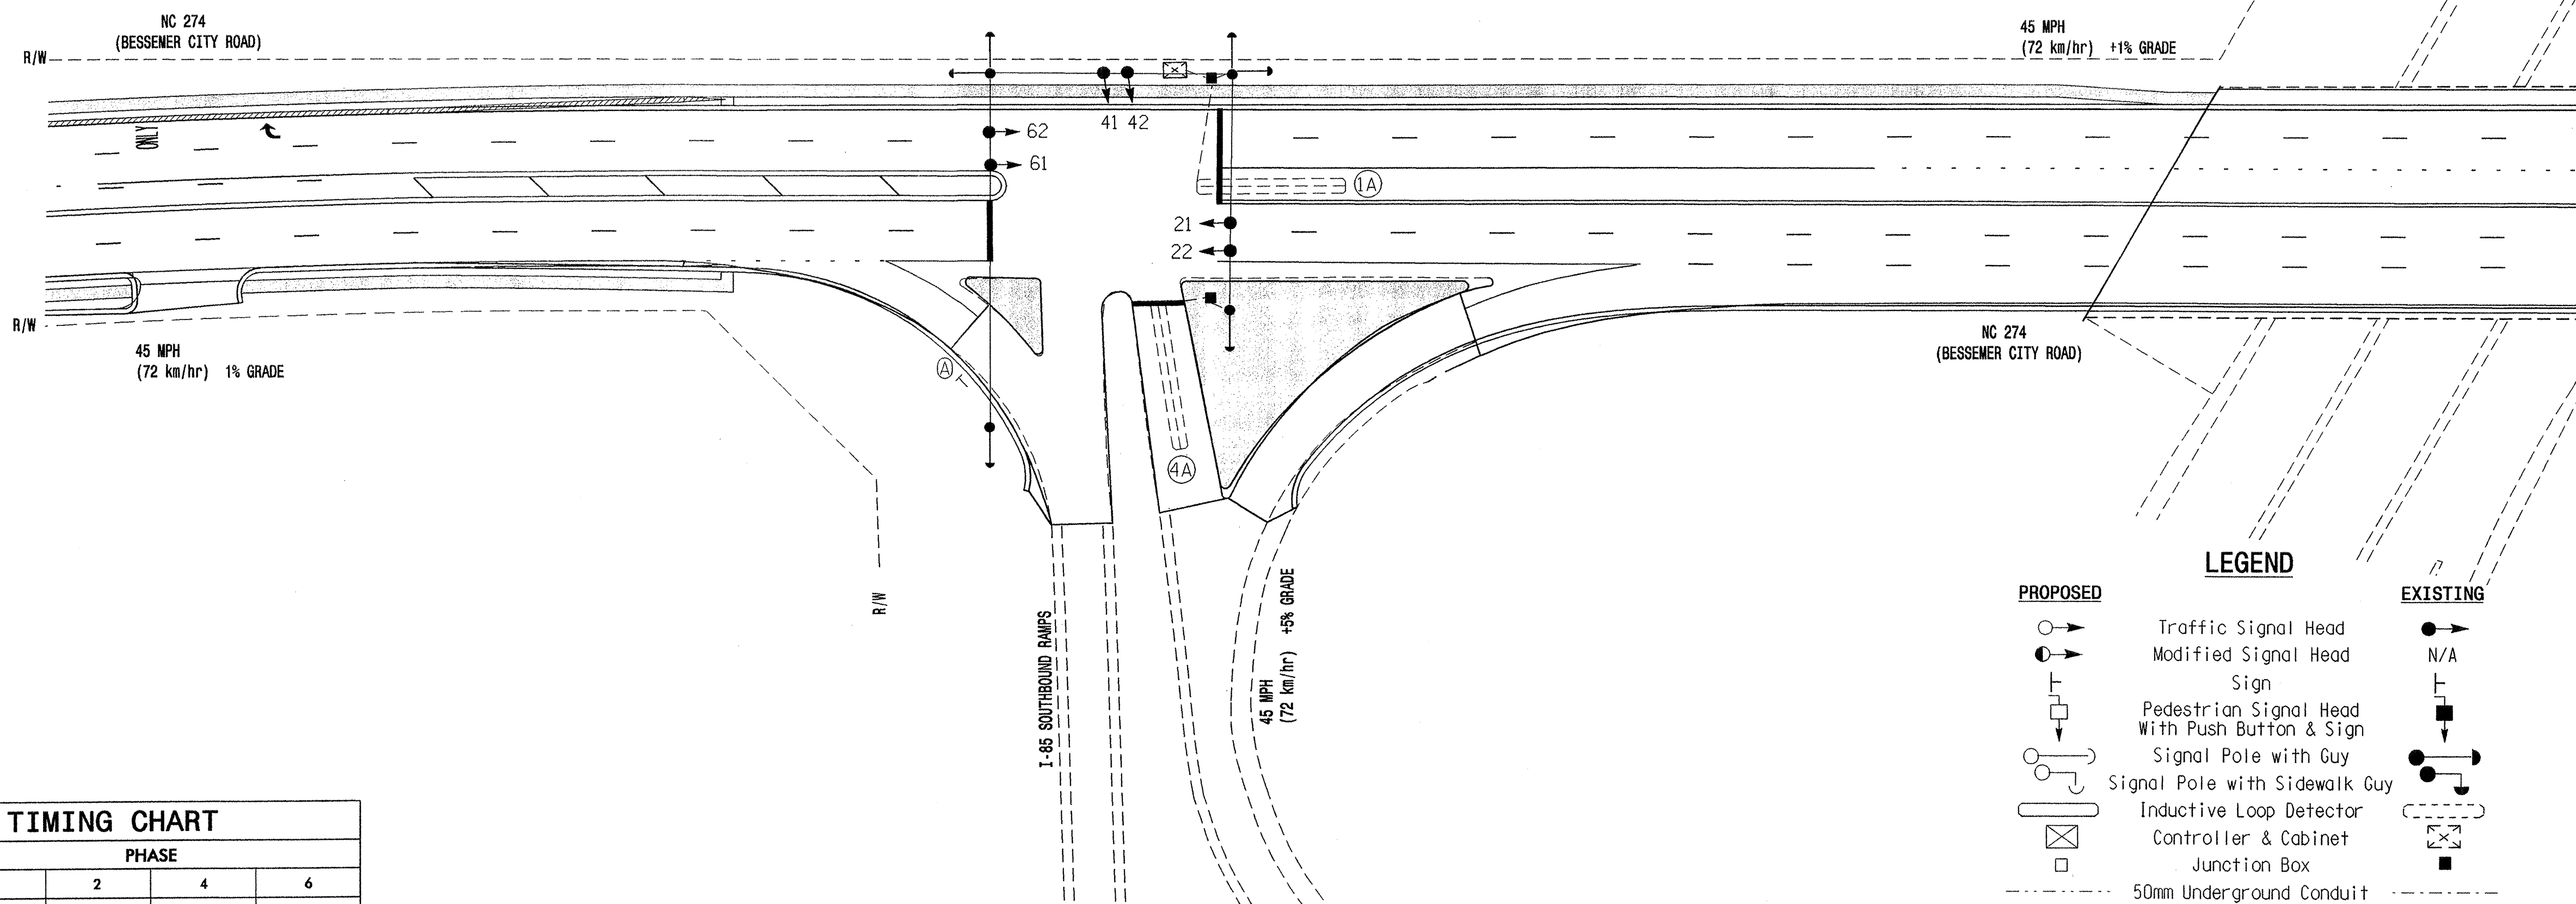 NC 274
(BESSEMER CITY ROAD)
R/W
45 MPH
(72 km/hr) +1% GRADE
ONLY
62
61
41 42
1A
21
22
R/W
45 MPH
(72 km/hr) 1% GRADE
A
4A
NC 274
(BESSEMER CITY ROAD)
R/W
I-85 SOUTHBOUND RAMPS
45 MPH
(72 km/hr) +5% GRADE
LEGEND
PROPOSED
EXISTING
Traffic Signal Head
Modified Signal Head
N/A
Sign
Pedestrian Signal Head
With Push Button & Sign
Signal Pole with Guy
Signal Pole with Sidewalk Guy
Inductive Loop Detector
Controller & Cabinet
Junction Box
50mm Underground Conduit
TIMING CHART
PHASE
2 4 6